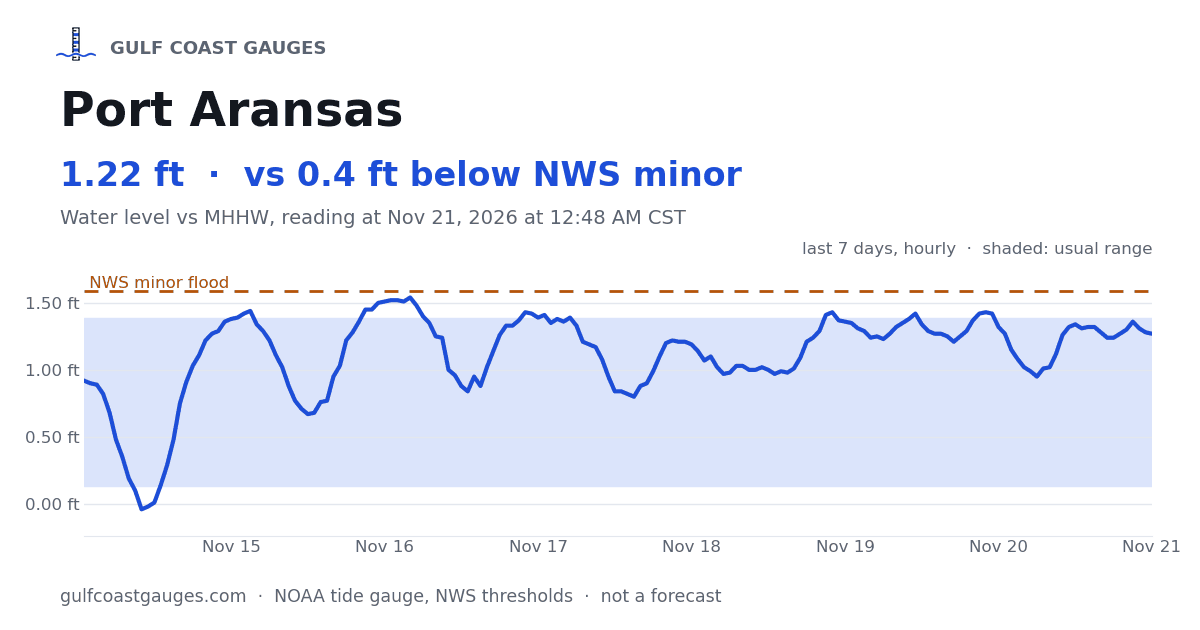 GULF COAST GAUGES
Port Aransas
1.22 ft · vs 0.4 ft below NWS minor
Water level vs MHHW, reading at Nov 21, 2026 at 12:48 AM CST
last 7 days, hourly · shaded: usual range
NWS minor flood
1.50 ft
1.00 ft
0.50 ft
0.00 ft
Nov 15 Nov 16 Nov 17 Nov 18 Nov 19 Nov 20 Nov 21
gulfcoastgauges.com · NOAA tide gauge, NWS thresholds · not a forecast